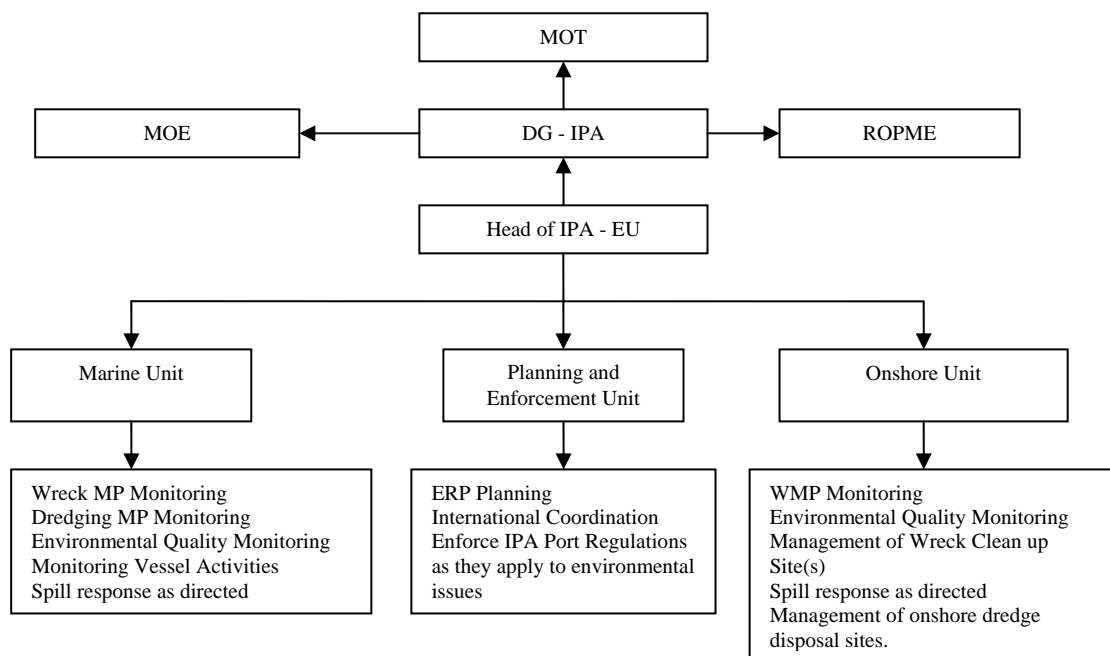 MOT
MOE
DG - IPA
ROPME
Head of IPA - EU
Marine Unit
Planning and
Enforcement Unit
Onshore Unit
Wreck MP Monitoring
Dredging MP Monitoring
Environmental Quality Monitoring
Monitoring Vessel Activities
Spill response as directed
ERP Planning
International Coordination
Enforce IPA Port Regulations
as they apply to environmental
issues
WMP Monitoring
Environmental Quality Monitoring
Management of Wreck Clean up
Site(s)
Spill response as directed
Management of onshore dredge
disposal sites.